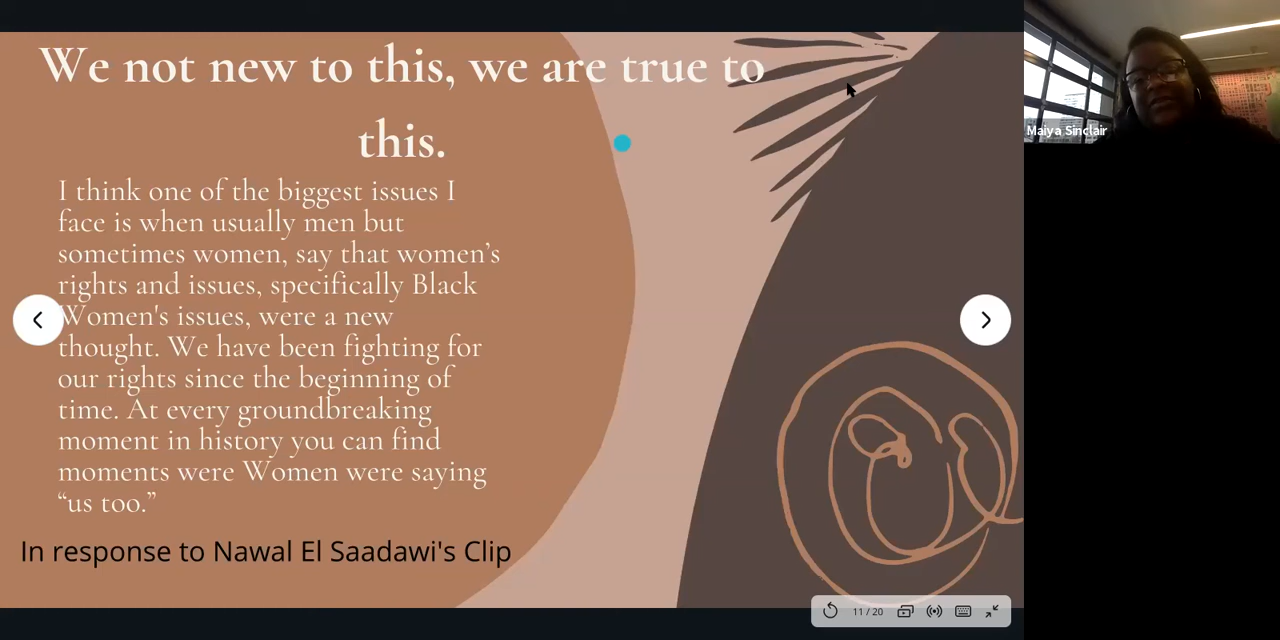 We not new to this, we are true to
this.
I think one of the biggest issues I
face is when usually men but
sometimes women, say that women’s
rights and issues, specifically Black
Women's issues, were a new
thought. We have been fighting for
our rights since the beginning of
time. At every groundbreaking
moment in history you can find
moments were Women were saying
“us too.”
In response to Nawal El Saadawi's Clip
Maiya Sinclair
11 / 20